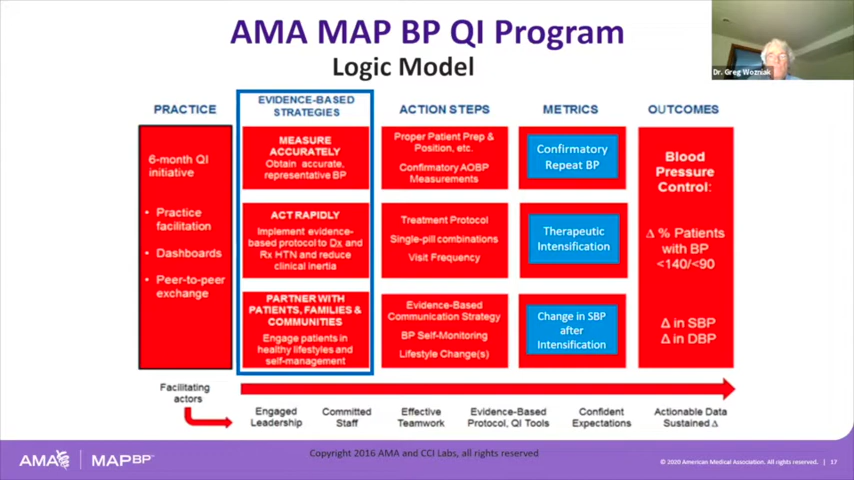 AMA MAP BP QI Program
Logic Model
Dr. Greg Wozniak
PRACTICE
6-month QI
initiative
• Practice
facilitation
• Dashboards
• Peer-to-peer
exchange
EVIDENCE-BASED
STRATEGIES
MEASURE
ACCURATELY
Obtain accurate,
representative BP
ACT RAPIDLY
Implement evidence-
based protocol to Dx and
Rx HTN and reduce
clinical inertia
PARTNER WITH
PATIENTS, FAMILIES &
COMMUNITIES
Engage patients in
healthy lifestyles and
self-management
ACTION STEPS
Proper Patient Prep &
Position, etc.
Confirmatory AOBP
Measurements
Treatment Protocol
Single-pill combinations
Visit Frequency
Evidence-Based
Communication Strategy
BP Self-Monitoring
Lifestyle Change(s)
METRICS
Confirmatory
Repeat BP
Therapeutic
Intensification
Change in SBP
after
Intensification
OUTCOMES
Blood
Pressure
Control:
Δ % Patients
with BP
<140/<90
Δ in SBP
Δ in DBP
Facilitating
actors
Engaged
Leadership
Committed
Staff
Effective
Teamwork
Evidence-Based
Protocol, QI Tools
Confident
Expectations
Actionable Data
Sustained Δ
AMA
MAP BP™
Copyright 2016 AMA and CCI Labs, all rights reserved
© 2020 American Medical Association. All rights reserved. | 17